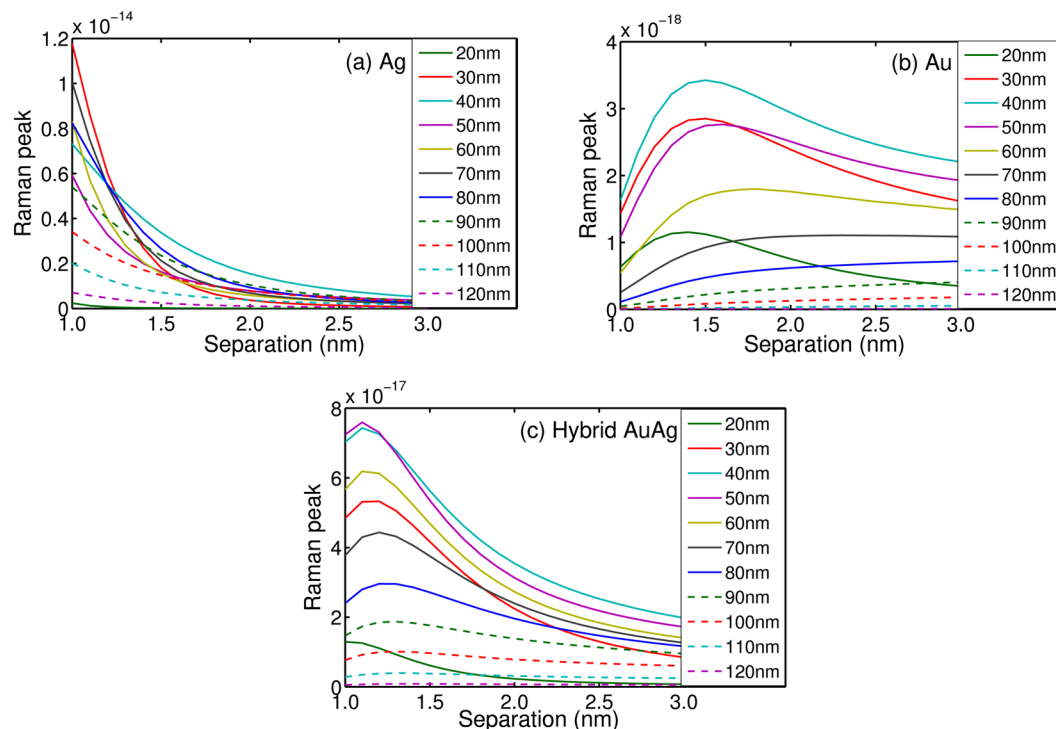 x 10⁻¹⁴
(a) Ag
Raman peak
1.2
1
0.8
0.6
0.4
0.2
0
1.0 1.5 2.0 2.5 3.0
Separation (nm)
20nm
30nm
40nm
50nm
60nm
70nm
80nm
90nm
100nm
110nm
120nm
x 10⁻¹⁸
(b) Au
Raman peak
4
3
2
1
0
1.0 1.5 2.0 2.5 3.0
Separation (nm)
20nm
30nm
40nm
50nm
60nm
70nm
80nm
90nm
100nm
110nm
120nm
x 10⁻¹⁷
(c) Hybrid AuAg
Raman peak
8
6
4
2
0
1.0 1.5 2.0 2.5 3.0
Separation (nm)
20nm
30nm
40nm
50nm
60nm
70nm
80nm
90nm
100nm
110nm
120nm